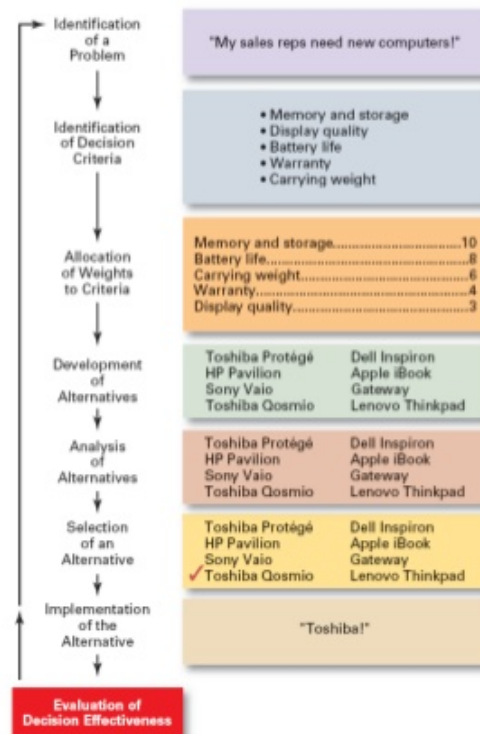 Identification
of a
Problem
"My sales reps need new computers!"
Identification
of Decision
Criteria
• Memory and storage
• Display quality
• Battery life
• Warranty
• Carrying weight
Allocation
of Weights
to Criteria
Memory and storage....................................10
Battery life....................................8
Carrying weight....................................6
Warranty....................................4
Display quality....................................3
Development
of
Alternatives
Toshiba Protégé Dell Inspiron
HP Pavilion Apple iBook
Sony Vaio Gateway
Toshiba Qosmio Lenovo Thinkpad
Analysis
of
Alternatives
Toshiba Protégé Dell Inspiron
HP Pavilion Apple iBook
Sony Vaio Gateway
Toshiba Qosmio Lenovo Thinkpad
Selection
of an
Alternative
Toshiba Protégé Dell Inspiron
HP Pavilion Apple iBook
Sony Vaio Gateway
✓Toshiba Qosmio Lenovo Thinkpad
Implementation
of the
Alternative
"Toshiba!"
Evaluation of
Decision Effectiveness